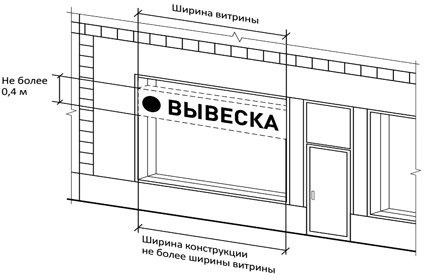 Ширина витрины
Не более
0,4 м
ВЫВЕСКА
Ширина конструкции
не более ширины витрины